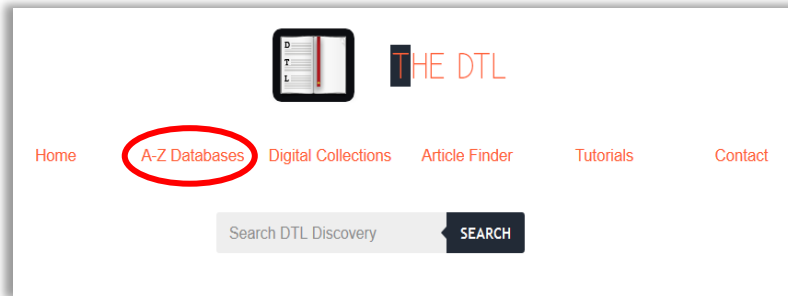 D
T
L
THE DTL
Home A-Z Databases Digital Collections Article Finder Tutorials Contact
Search DTL Discovery SEARCH